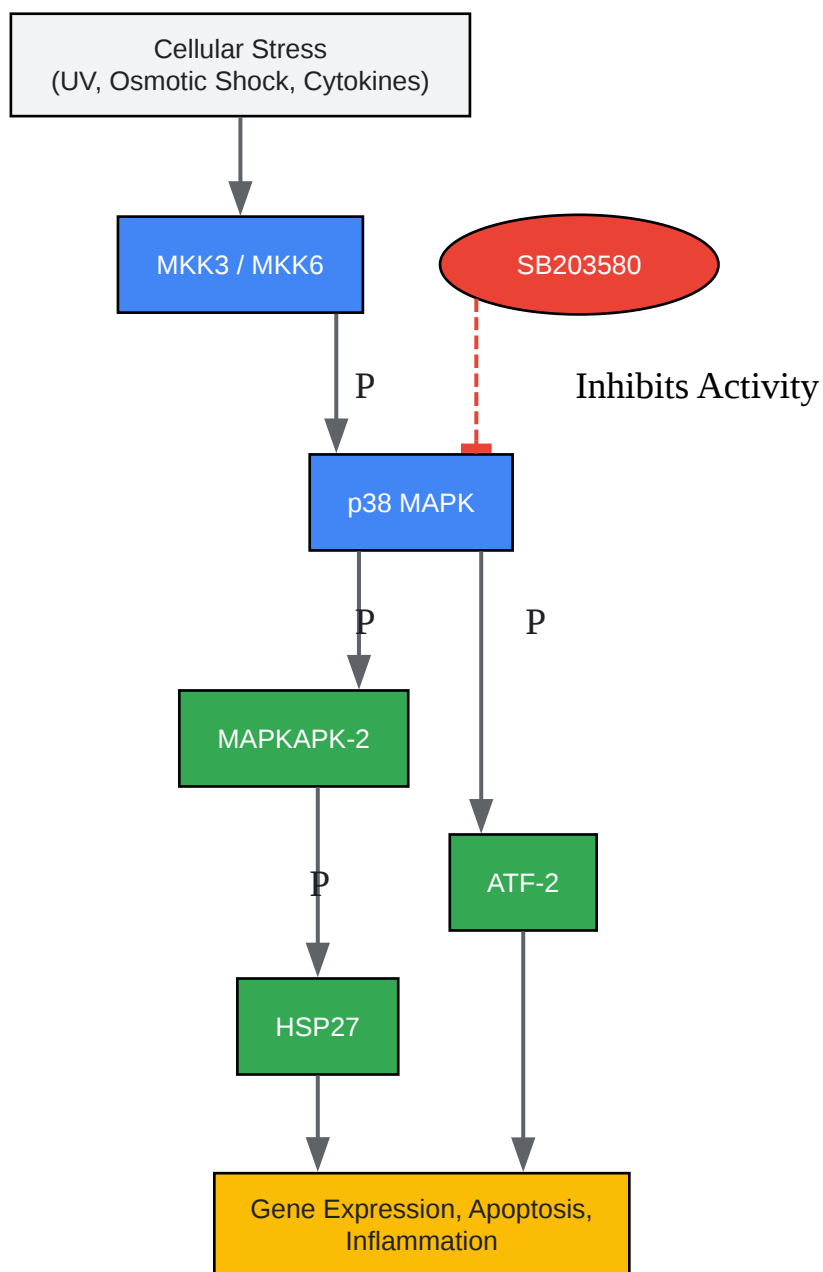 Cellular Stress
(UV, Osmotic Shock, Cytokines)
MKK3 / MKK6
SB203580
P
Inhibits Activity
p38 MAPK
P
P
MAPKAPK-2
P
ATF-2
HSP27
Gene Expression, Apoptosis,
Inflammation